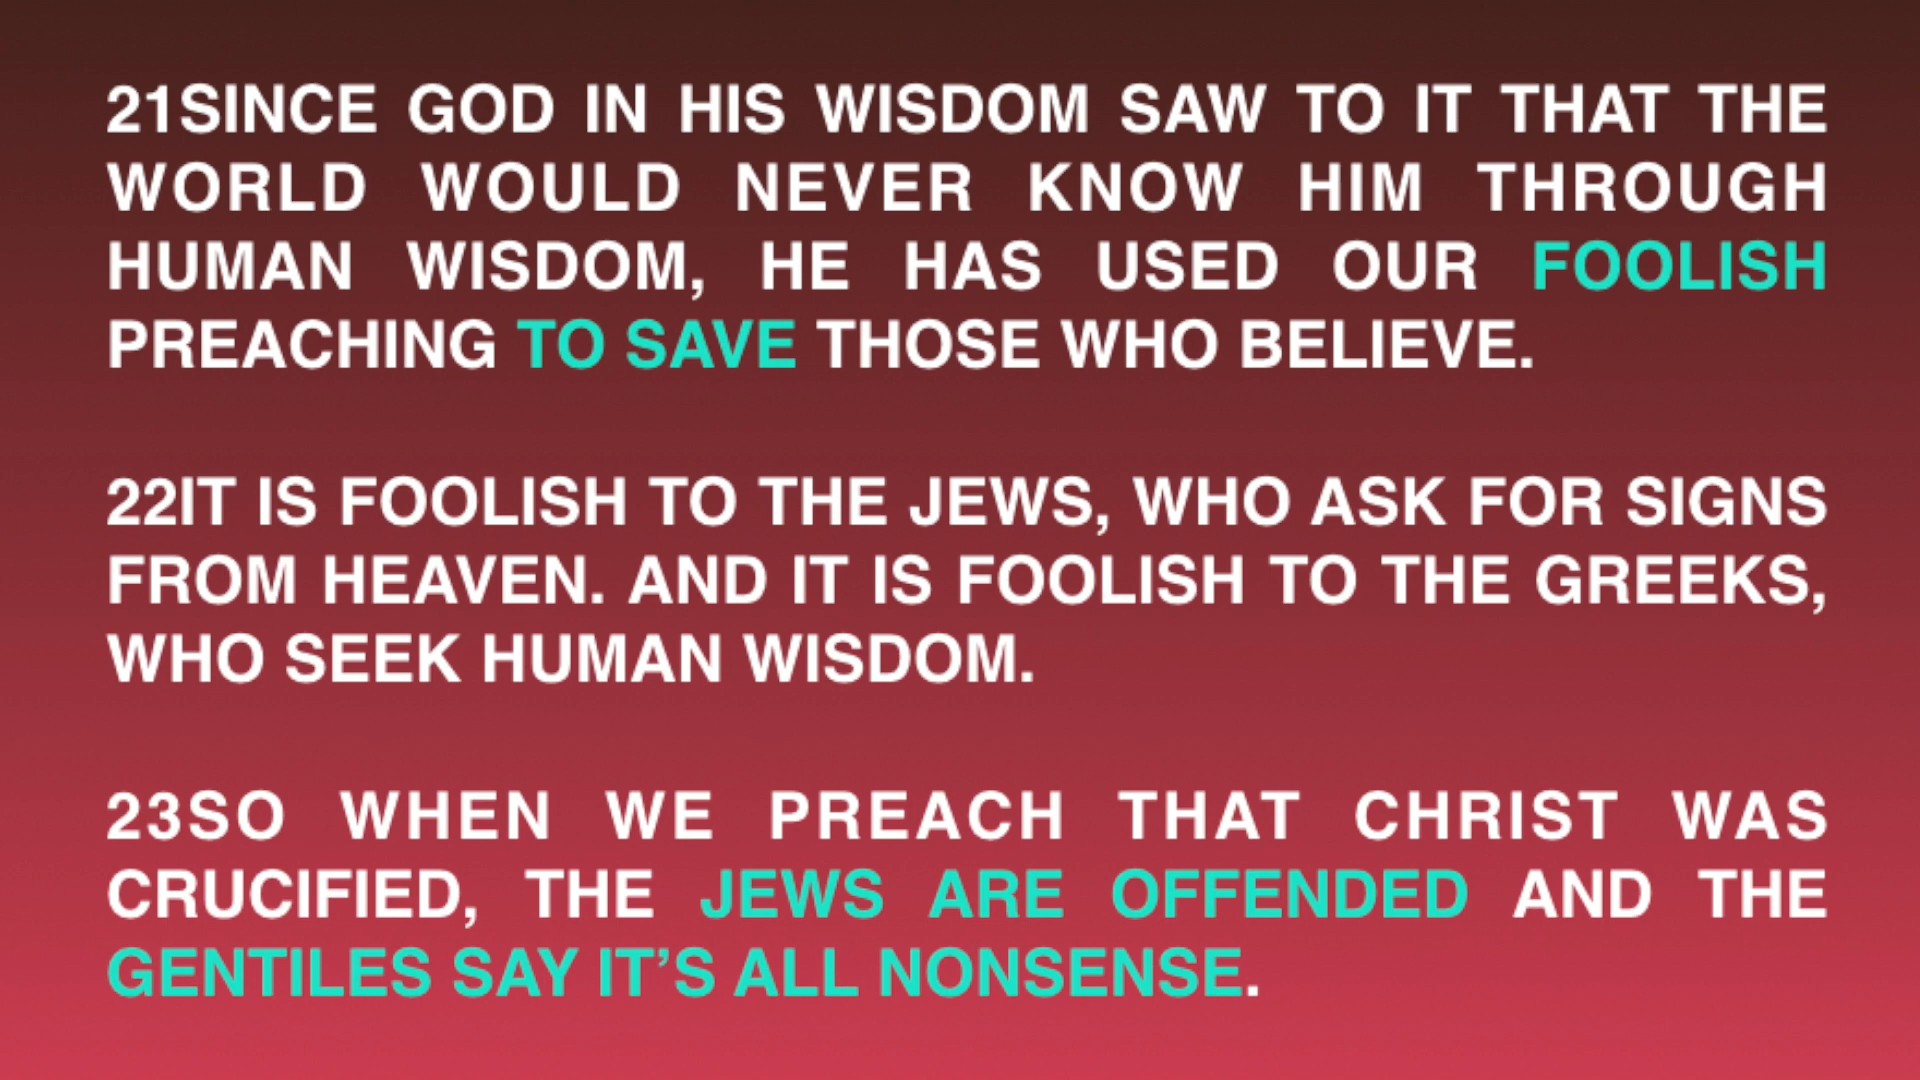 21SINCE GOD IN HIS WISDOM SAW TO IT THAT THE
WORLD WOULD NEVER KNOW HIM THROUGH
HUMAN WISDOM, HE HAS USED OUR FOOLISH
PREACHING TO SAVE THOSE WHO BELIEVE.
22IT IS FOOLISH TO THE JEWS, WHO ASK FOR SIGNS
FROM HEAVEN. AND IT IS FOOLISH TO THE GREEKS,
WHO SEEK HUMAN WISDOM.
23SO WHEN WE PREACH THAT CHRIST WAS
CRUCIFIED, THE JEWS ARE OFFENDED AND THE
GENTILES SAY IT’S ALL NONSENSE.